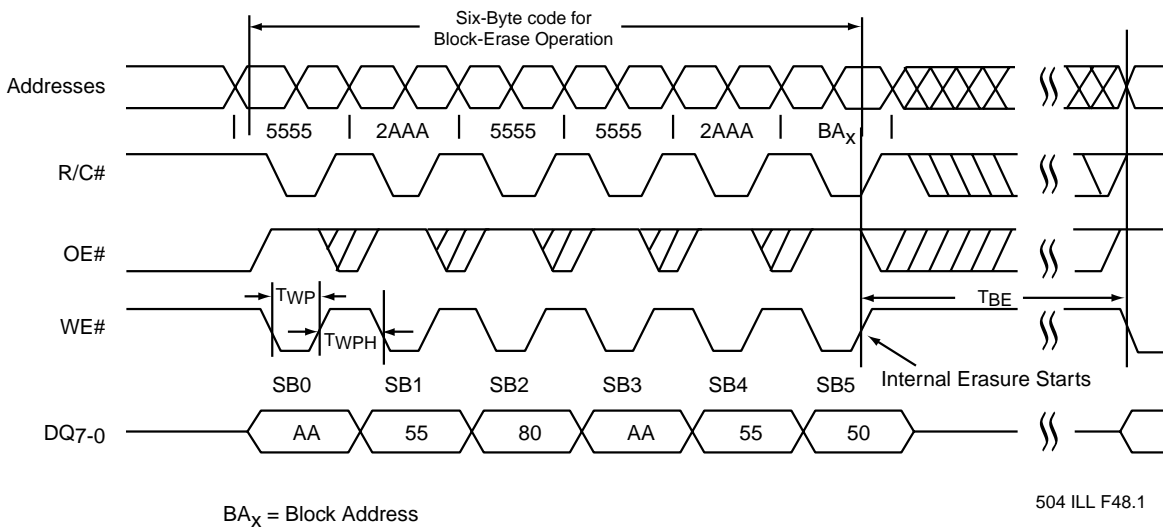 Six-Byte code for
Block-Erase Operation
Addresses
5555 2AAA 5555 5555 2AAA BAX
R/C#
OE#
TWP
TBE
WE#
TWPH
Internal Erasure Starts
SB0 SB1 SB2 SB3 SB4 SB5
DQ7-0
AA 55 80 AA 55 50
504 ILL F48.1
BAX = Block Address